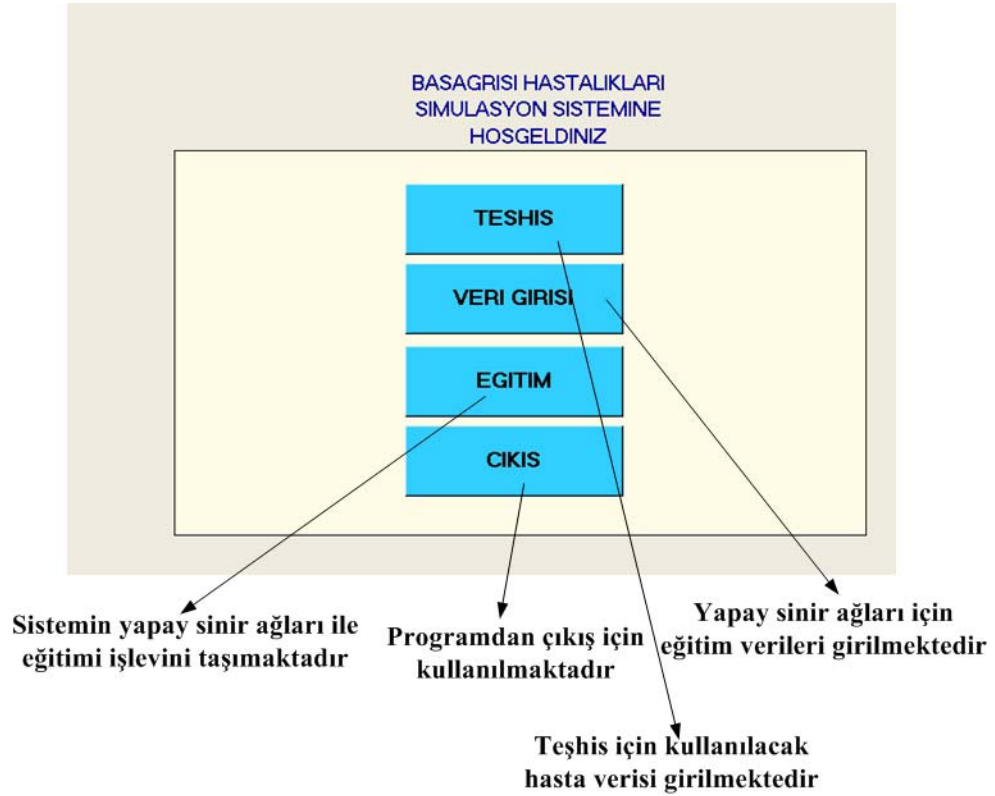 BASAGRISI HASTALIKLARI
SIMULASYON SISTEMINE
HOSGELDINIZ
TESHIS
VERI GIRISI
EGITIM
CIKIS
Sistemin yapay sinir ağları ile
eğitimi işlevini taşımaktadır
Programdan çıkış için
kullanılmaktadır
Yapay sinir ağları için
eğitim verileri girilmektedir
Teşhis için kullanılacak
hasta verisi girilmektedir